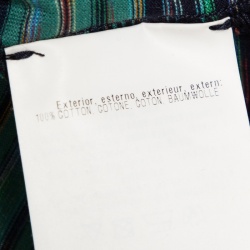 Exterior, esterno, exterieur, extern:
100% COTTON, COTONE, COTON, BAUMWOLLE